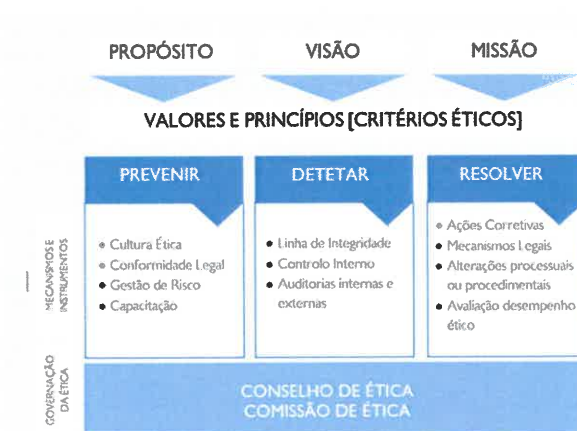 PROPÓSITO
VISÃO
MISSÃO
VALORES E PRINCÍPIOS [CRITÉRIOS ÉTICOS]
PREVENIR
DETETAR
RESOLVER
MECANISMOS E
INSTRUMENTOS
• Cultura Ética
• Conformidade Legal
• Gestão de Risco
• Capacitação
• Linha de Integridade
• Controlo Interno
• Auditorias internas e
externas
• Ações Corretivas
• Mecanismos Legais
• Alterações processuais
ou procedimentais
• Avaliação desempenho
ético
GOVERNAÇÃO
DA ÉTICA
CONSELHO DE ÉTICA
COMISSÃO DE ÉTICA